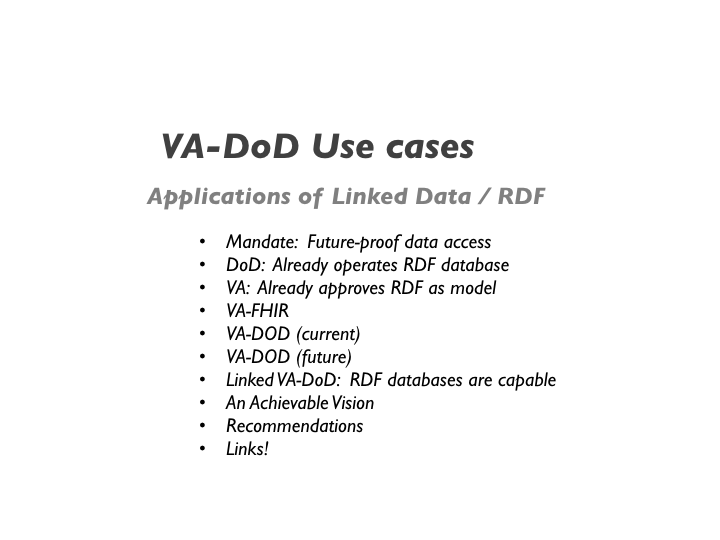 VA-DoD Use cases
Applications of Linked Data / RDF
• Mandate: Future-proof data access
• DoD: Already operates RDF database
• VA: Already approves RDF as model
• VA-FHIR
• VA-DOD (current)
• VA-DOD (future)
• Linked VA-DoD: RDF databases are capable
• An Achievable Vision
• Recommendations
• Links!